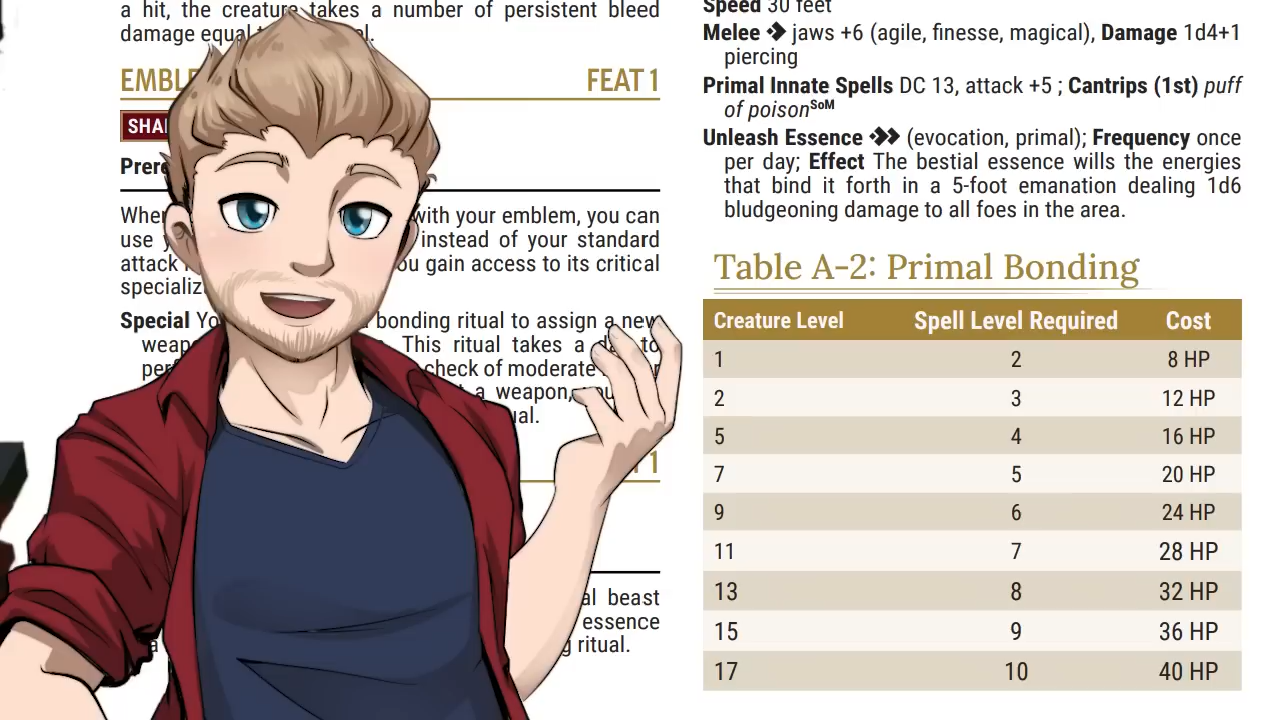 a hit, the creature takes a number of persistent bleed
damage equal
EMBLE
FEAT 1
SHA
Prere
When with your emblem, you can
use instead of your standard
attack you gain access to its critical
specializ
Special bonding ritual to assign a new
weap This ritual takes a day to
perf check of moderate
a weapon,
ual.
1
al beast
essence
g ritual.
Speed 30 feet
Melee jaws +6 (agile, finesse, magical), Damage 1d4+1
piercing
Primal Innate Spells DC 13, attack +5 ; Cantrips (1st) puff
of poisonSoM
Unleash Essence (evocation, primal); Frequency once
per day; Effect The bestial essence wills the energies
that bind it forth in a 5-foot emanation dealing 1d6
bludgeoning damage to all foes in the area.
Table A-2: Primal Bonding
Creature Level Spell Level Required Cost
1 2 8 HP
2 3 12 HP
5 4 16 HP
7 5 20 HP
9 6 24 HP
11 7 28 HP
13 8 32 HP
15 9 36 HP
17 10 40 HP